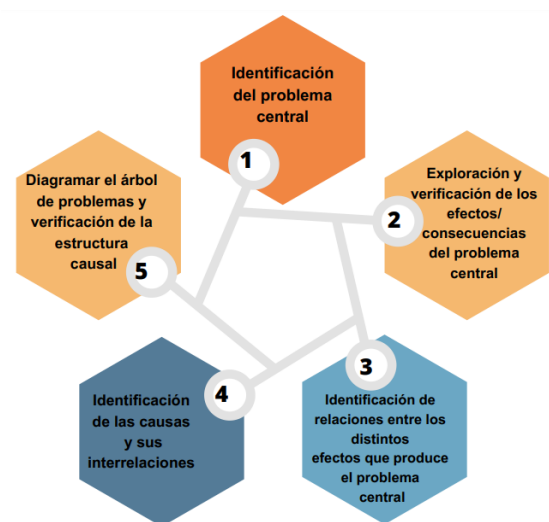 Identificación
del problema
central
1
Exploración y
verificación de los
efectos/
consecuencias
del problema
central
2
Identificación de
relaciones entre los
distintos
efectos que produce
el problema
central
3
Identificación
de las causas
y sus
interrelaciones
4
Diagramar el árbol
de problemas y
verificación de la
estructura
causal
5